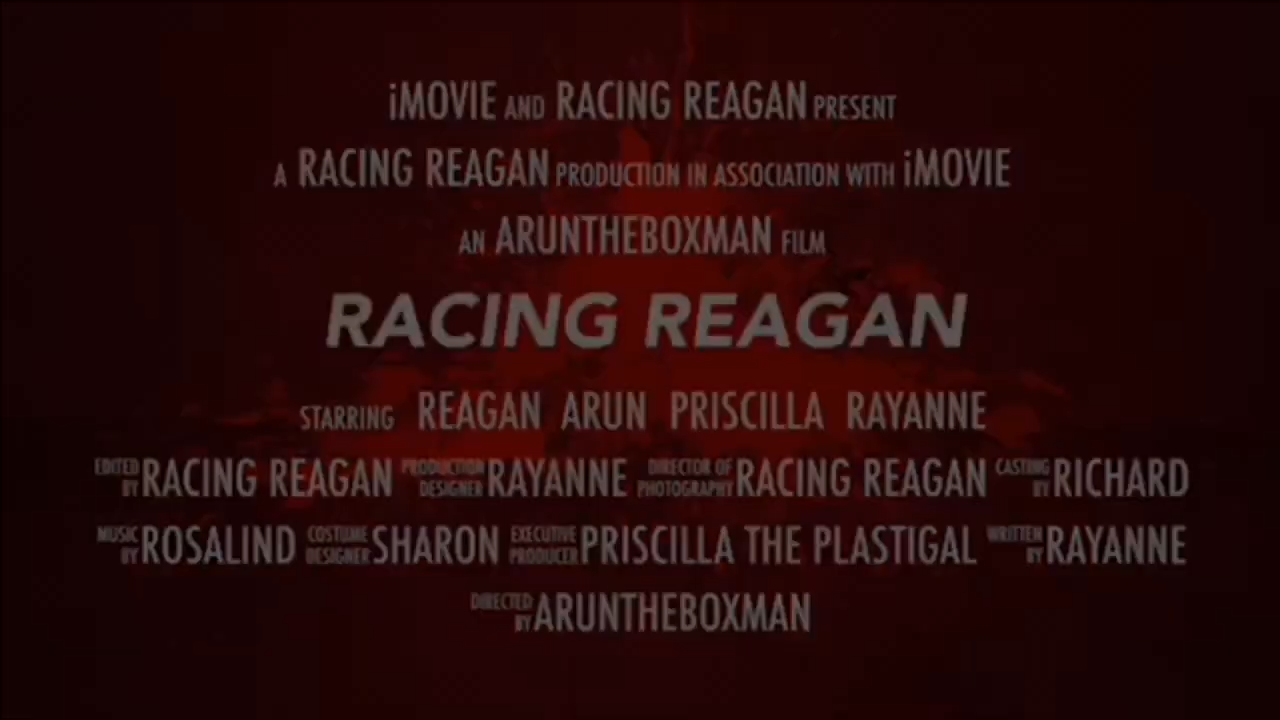 iMOVIE AND RACING REAGAN PRESENT
A RACING REAGAN PRODUCTION IN ASSOCIATION WITH iMOVIE
AN ARUNTHEBOXMAN FILM
RACING REAGAN
STARRING REAGAN ARUN PRISCILLA RAYANNE
EDITED BY RACING REAGAN PRODUCTION DESIGNER RAYANNE DIRECTOR OF PHOTOGRAPHY RACING REAGAN CASTING BY RICHARD
MUSIC BY ROSALIND COSTUME DESIGNER SHARON EXECUTIVE PRODUCER PRISCILLA THE PLASTIGAL WRITTEN BY RAYANNE
DIRECTED BY ARUNTHEBOXMAN